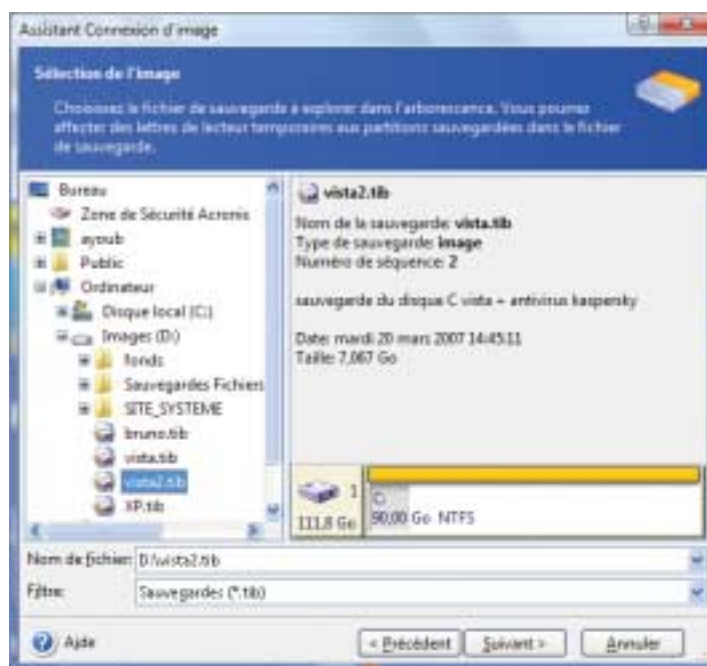 Assistant Connexion d'image
Sélection de l'image
Choisissez le fichier de sauvegarde à explorer dans l'arborescence. Vous pourrez
affecter des lettres de lecteur temporaires aux partitions sauvegardées dans le fichier
de sauvegarde.
Bureau
Zone de Sécurité Acronis
ayoub
Public
Ordinateur
Disque local (C:)
Images (D:)
fonds
Sauvegardes Fichiers
SITE_SYSTEME
bruno.tib
vista.tib
vista2.tib
XP.tib
vista2.tib
Nom de la sauvegarde: vista.tib
Type de sauvegarde: image
Numéro de séquence: 2
sauvegarde du disque C vista + antivirus kaspersky
Date: mardi 20 mars 2007 14:45:11
Taille: 7,067 Go
1
111,8 Go
C:
90,00 Go NTFS
Nom de fichier: D:\vista2.tib
Filtre: Sauvegardes (*.tib)
Aide
< Précédent
Suivant >
Annuler